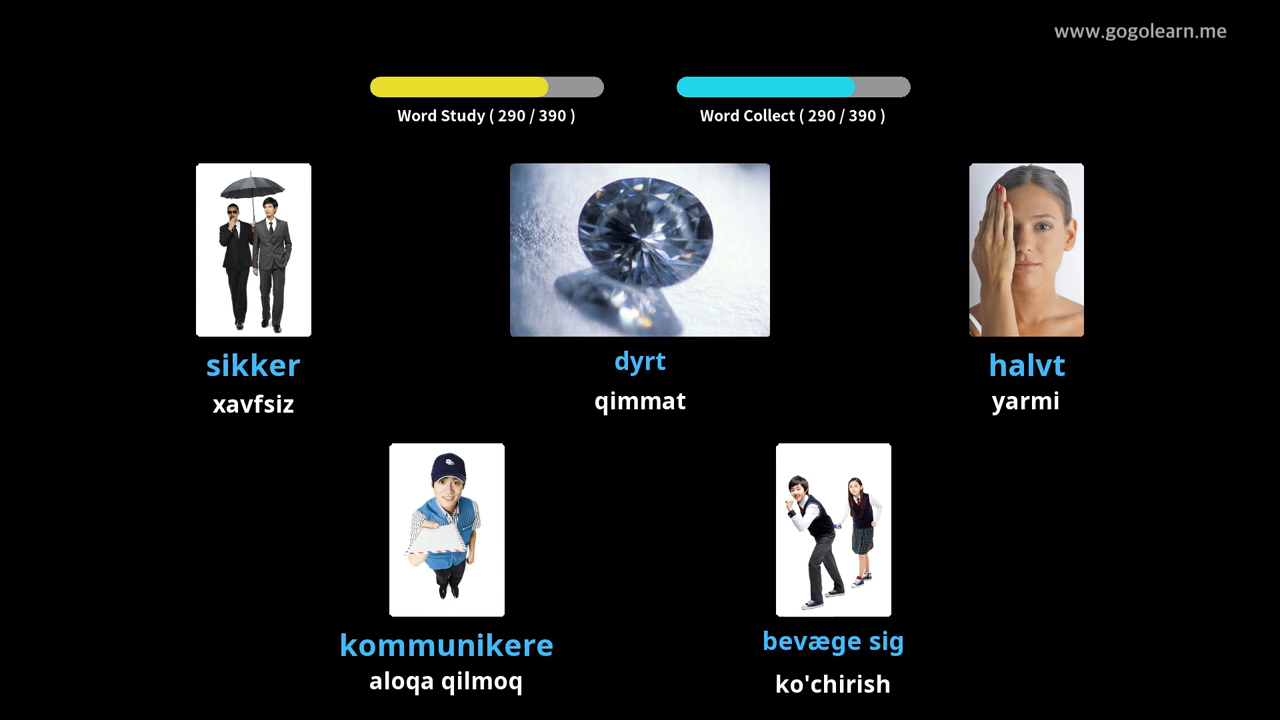 www.gogolearn.me
Word Study ( 290 / 390 )
Word Collect ( 290 / 390 )
sikker
xavfsiz
dyrt
qimmat
halvt
yarmi
kommunikere
aloqa qilmoq
bevæge sig
ko'chirish